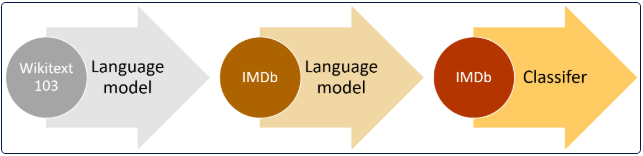 Wikitext
103
Language
model
IMDb
Language
model
IMDb
Classifer